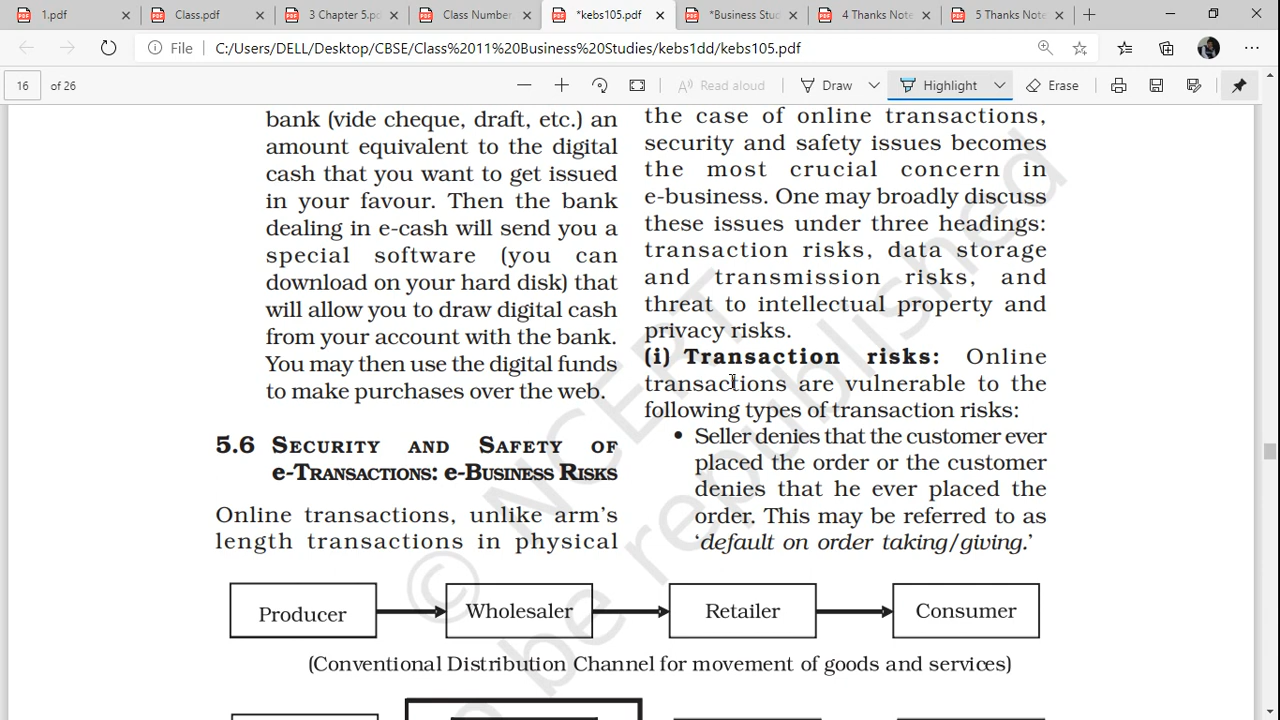 1.pdf
Class.pdf
3 Chapter 5.p
Class Number
*kebs105.pdf
*Business Stu
4 Thanks Note
5 Thanks Note
File
C:/Users/DELL/Desktop/CBSE/Class%2011%20Business%20Studies/kebs1dd/kebs105.pdf
16 of 26
Read aloud
Draw
Highlight
Erase
bank (vide cheque, draft, etc.) an
amount equivalent to the digital
cash that you want to get issued
in your favour. Then the bank
dealing in e-cash will send you a
special software (you can
download on your hard disk) that
will allow you to draw digital cash
from your account with the bank.
You may then use the digital funds
to make purchases over the web.
5.6 SECURITY AND SAFETY OF
e-TRANSACTIONS: e-BUSINESS RISKS
Online transactions, unlike arm's
length transactions in physical
the case of online transactions,
security and safety issues becomes
the most crucial concern in
e-business. One may broadly discuss
these issues under three headings:
transaction risks, data storage
and transmission risks, and
threat to intellectual property and
privacy risks.
(i) Transaction risks: Online
transactions are vulnerable to the
following types of transaction risks:
• Seller denies that the customer ever
placed the order or the customer
denies that he ever placed the
order. This may be referred to as
‘default on order taking/giving.’
Producer
Wholesaler
Retailer
Consumer
(Conventional Distribution Channel for movement of goods and services)
© NCERT
be republished